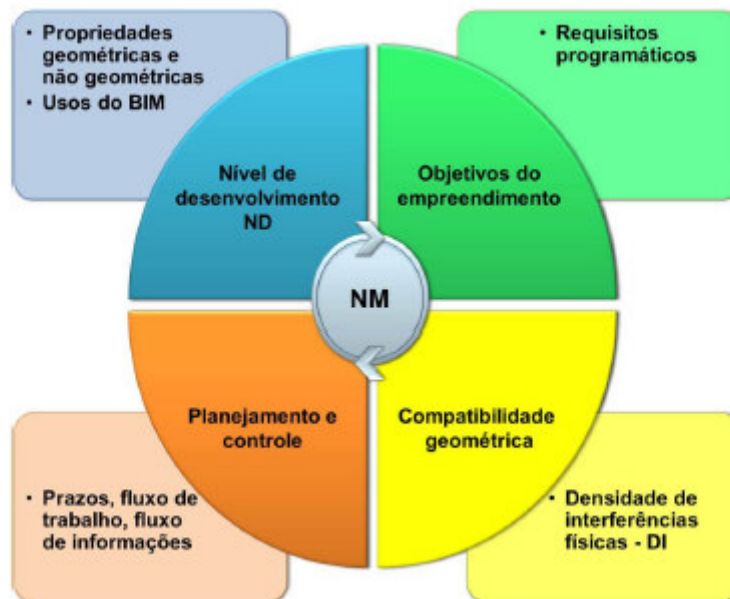 • Propriedades
geométricas e
não geométricas
• Usos do BIM
• Requisitos
programáticos
Nível de
desenvolvimento
ND
Objetivos do
empreendimento
NM
Planejamento e
controle
Compatibilidade
geométrica
• Prazos, fluxo de
trabalho, fluxo
de informações
• Densidade de
interferências
físicas - DI